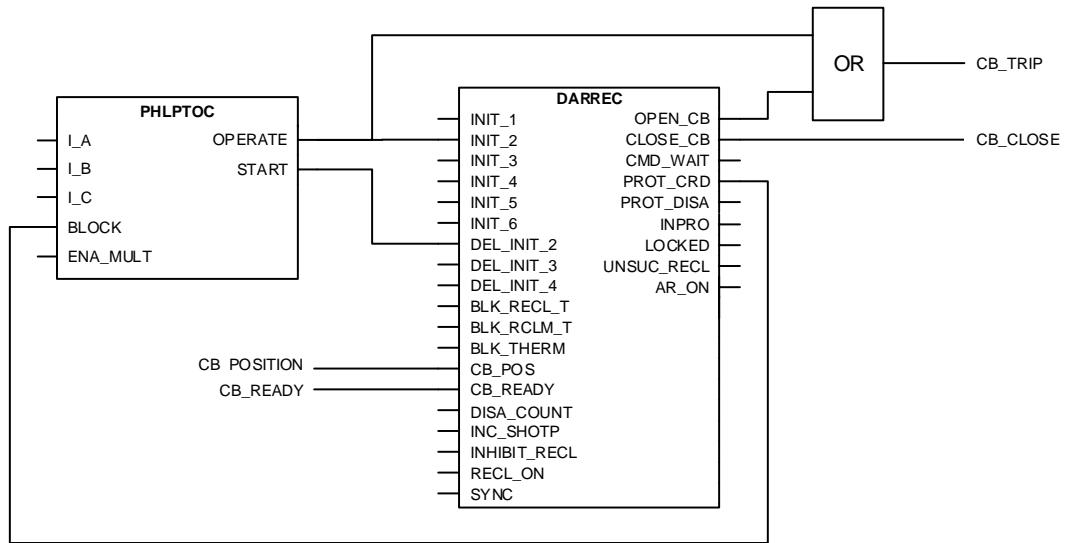 OR
CB_TRIP
PHLPTOC
I_A
I_B
I_C
BLOCK
ENA_MULT
OPERATE
START
DARREC
INIT_1
INIT_2
INIT_3
INIT_4
INIT_5
INIT_6
DEL_INIT_2
DEL_INIT_3
DEL_INIT_4
BLK_RECL_T
BLK_RCLM_T
BLK_THERM
CB_POS
CB_READY
DISA_COUNT
INC_SHOTP
INHIBIT_RECL
RECL_ON
SYNC
OPEN_CB
CLOSE_CB
CMD_WAIT
PROT_CRD
PROT_DISA
INPRO
LOCKED
UNSUC_RECL
AR_ON
CB_CLOSE
CB_POSITION
CB_READY